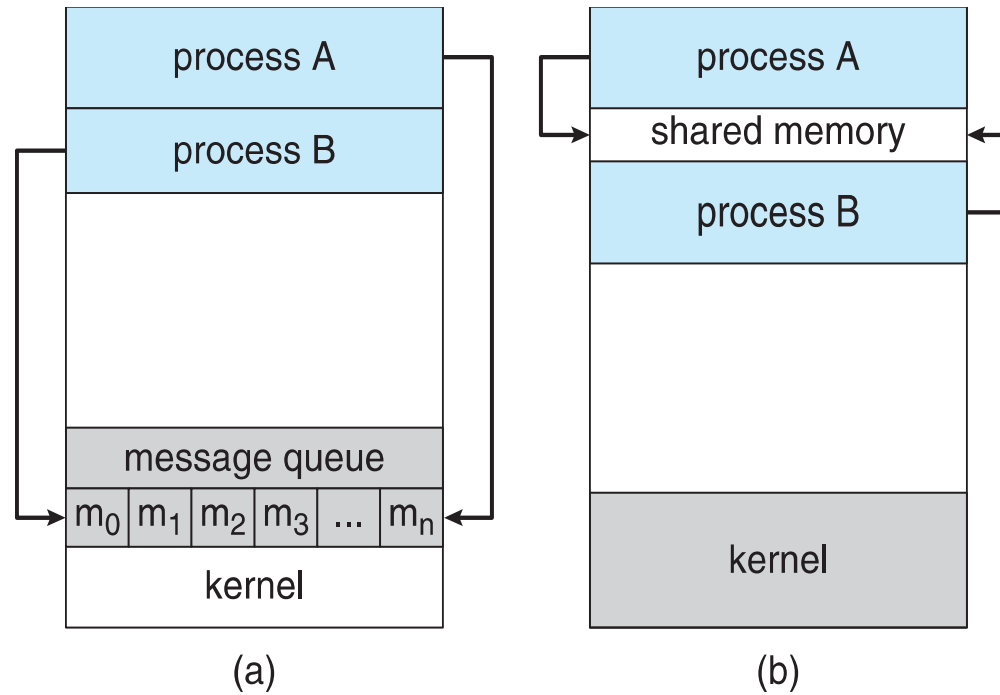 process A
process B
message queue
m0 m1 m2 m3 ... mn
kernel
(a)
process A
shared memory
process B
kernel
(b)